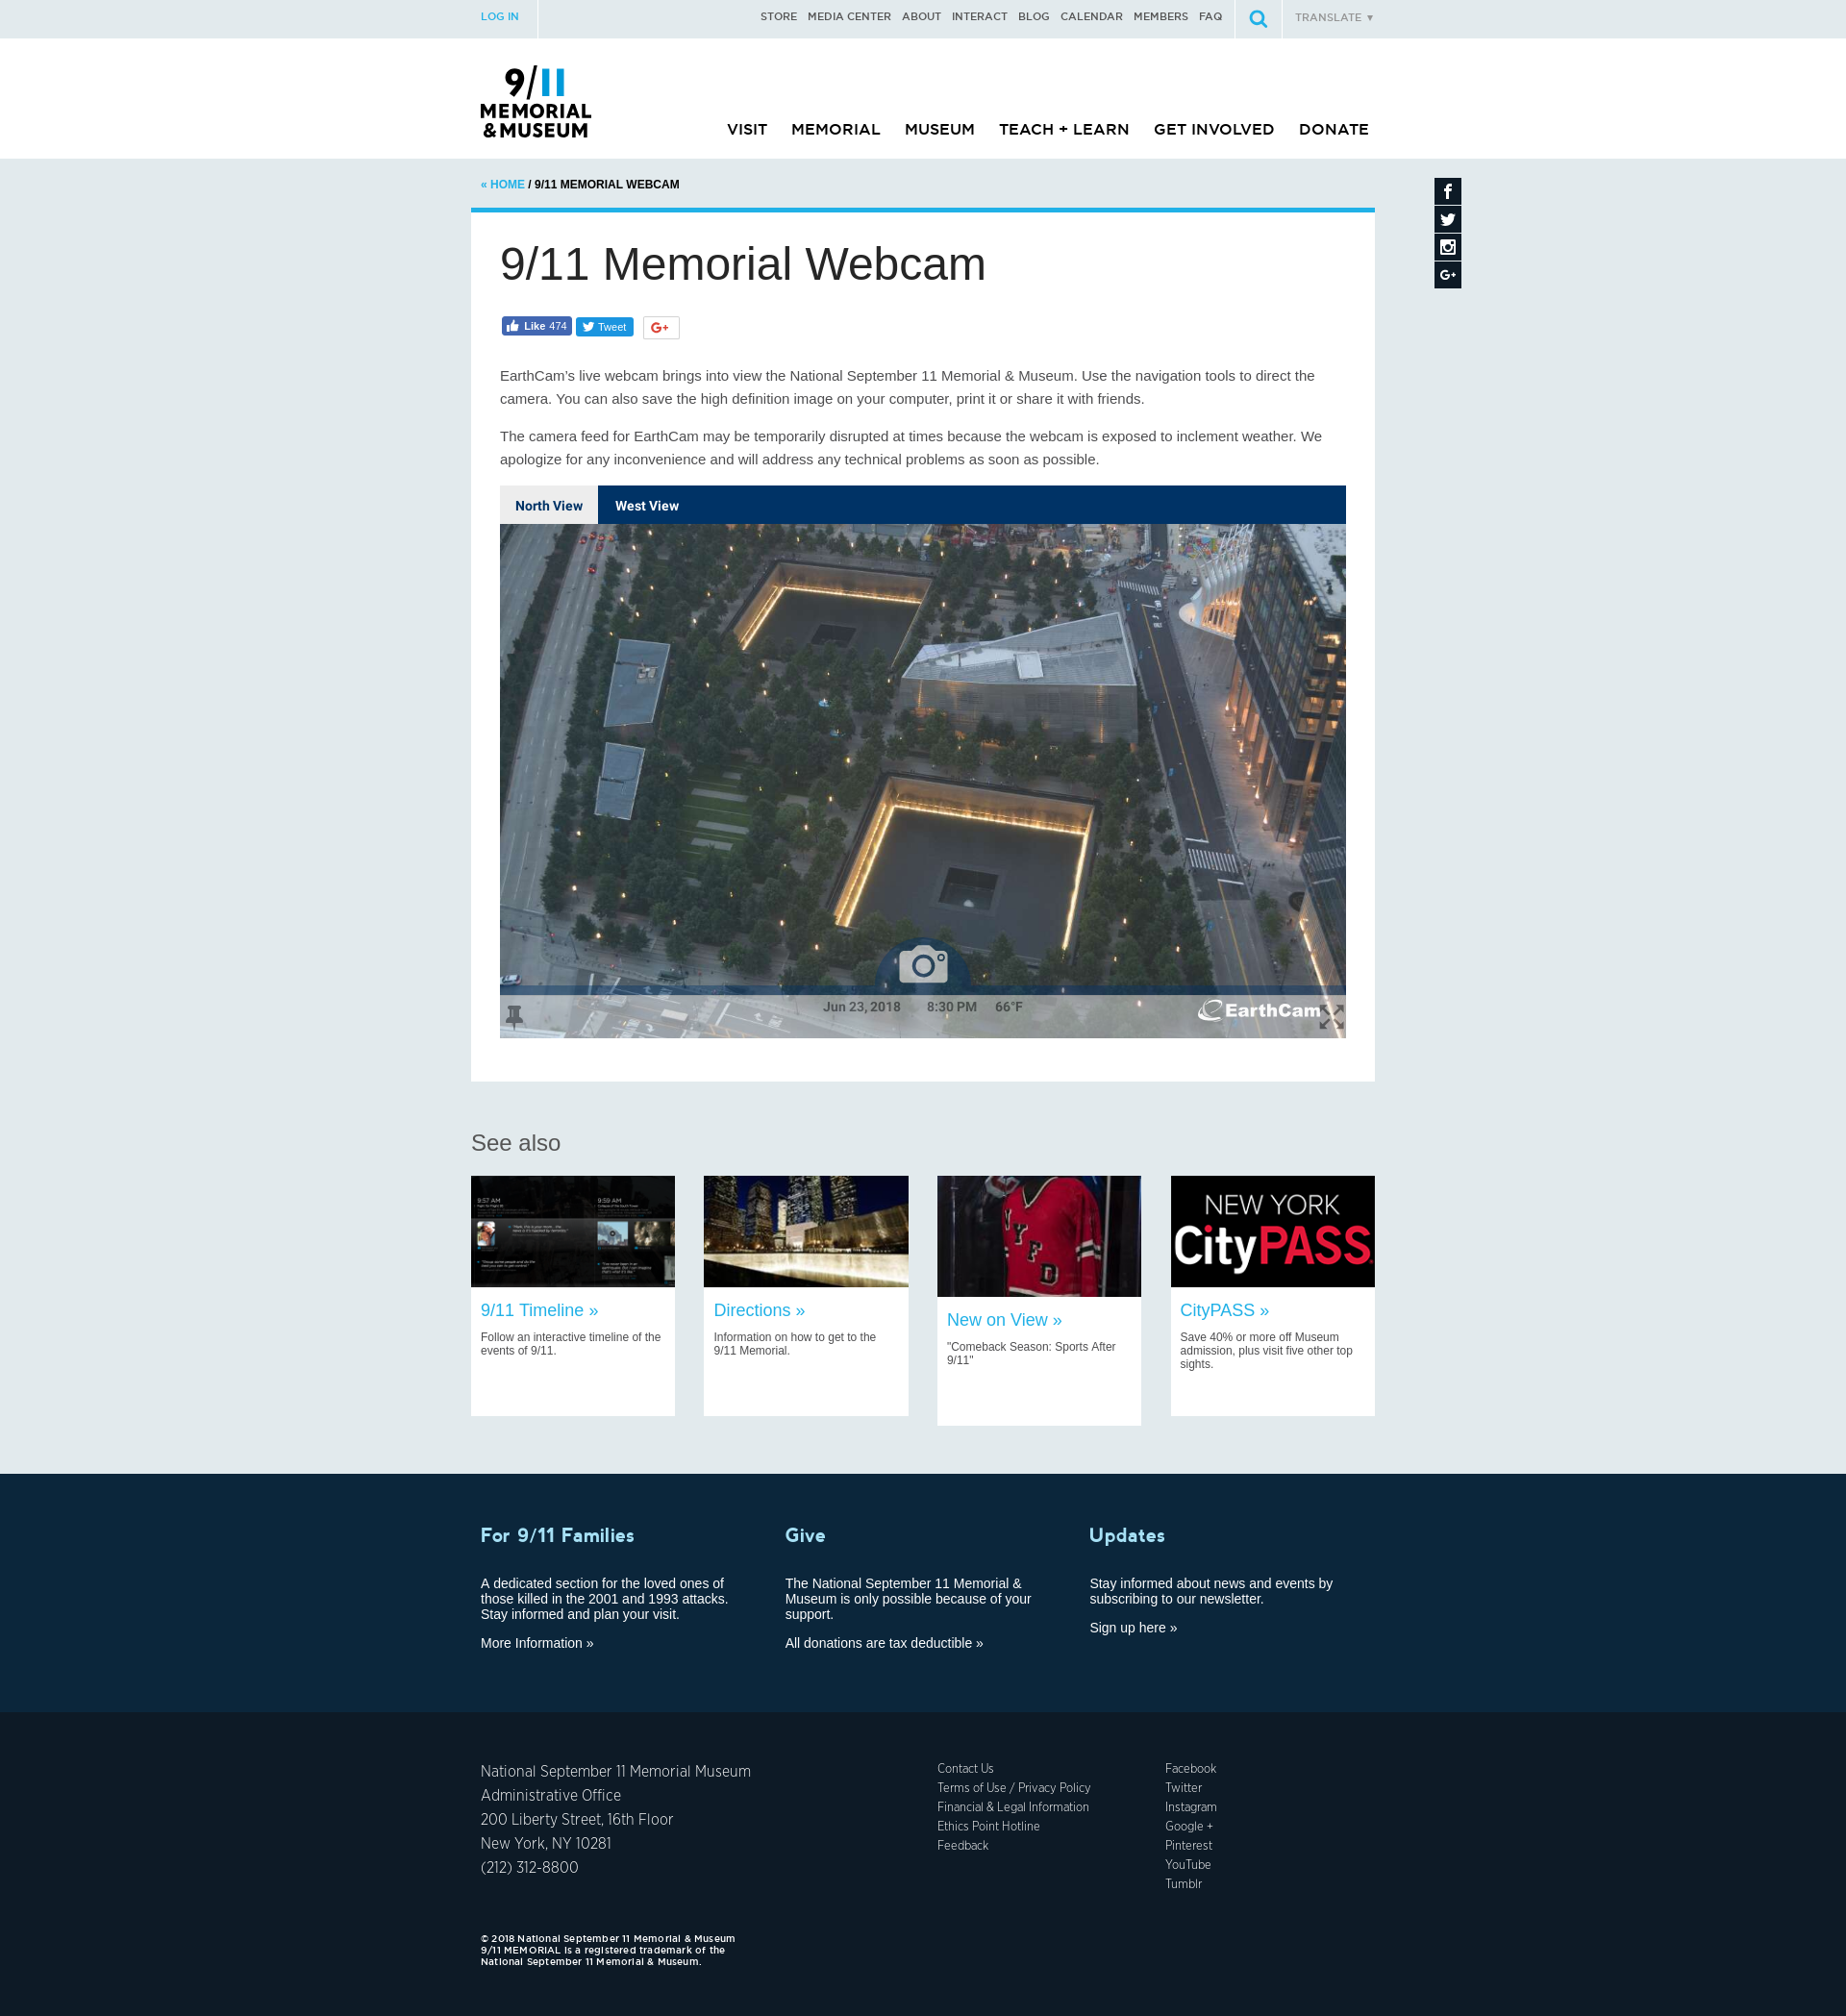 LOG IN
STORE MEDIA CENTER ABOUT INTERACT BLOG CALENDAR MEMBERS FAQ
TRANSLATE ▼
9/11
MEMORIAL
& MUSEUM
VISIT MEMORIAL MUSEUM TEACH + LEARN GET INVOLVED DONATE
« HOME / 9/11 MEMORIAL WEBCAM
9/11 Memorial Webcam
Like 474
Tweet
G+
EarthCam's live webcam brings into view the National September 11 Memorial & Museum. Use the navigation tools to direct the
camera. You can also save the high definition image on your computer, print it or share it with friends.
The camera feed for EarthCam may be temporarily disrupted at times because the webcam is exposed to inclement weather. We
apologize for any inconvenience and will address any technical problems as soon as possible.
North View West View
Jun 23, 2018 8:30 PM 66°F
EarthCam
See also
9:57 AM
9:59 AM
9/11 Timeline »
Follow an interactive timeline of the
events of 9/11.
Directions »
Information on how to get to the
9/11 Memorial.
NYFD
New on View »
"Comeback Season: Sports After
9/11"
NEW YORK
CityPASS
CityPASS »
Save 40% or more off Museum
admission, plus visit five other top
sights.
For 9/11 Families
A dedicated section for the loved ones of
those killed in the 2001 and 1993 attacks.
Stay informed and plan your visit.
More Information »
Give
The National September 11 Memorial &
Museum is only possible because of your
support.
All donations are tax deductible »
Updates
Stay informed about news and events by
subscribing to our newsletter.
Sign up here »
National September 11 Memorial Museum
Administrative Office
200 Liberty Street, 16th Floor
New York, NY 10281
(212) 312-8800
Contact Us
Terms of Use / Privacy Policy
Financial & Legal Information
Ethics Point Hotline
Feedback
Facebook
Twitter
Instagram
Google +
Pinterest
YouTube
Tumblr
© 2018 National September 11 Memorial & Museum
9/11 MEMORIAL is a registered trademark of the
National September 11 Memorial & Museum.